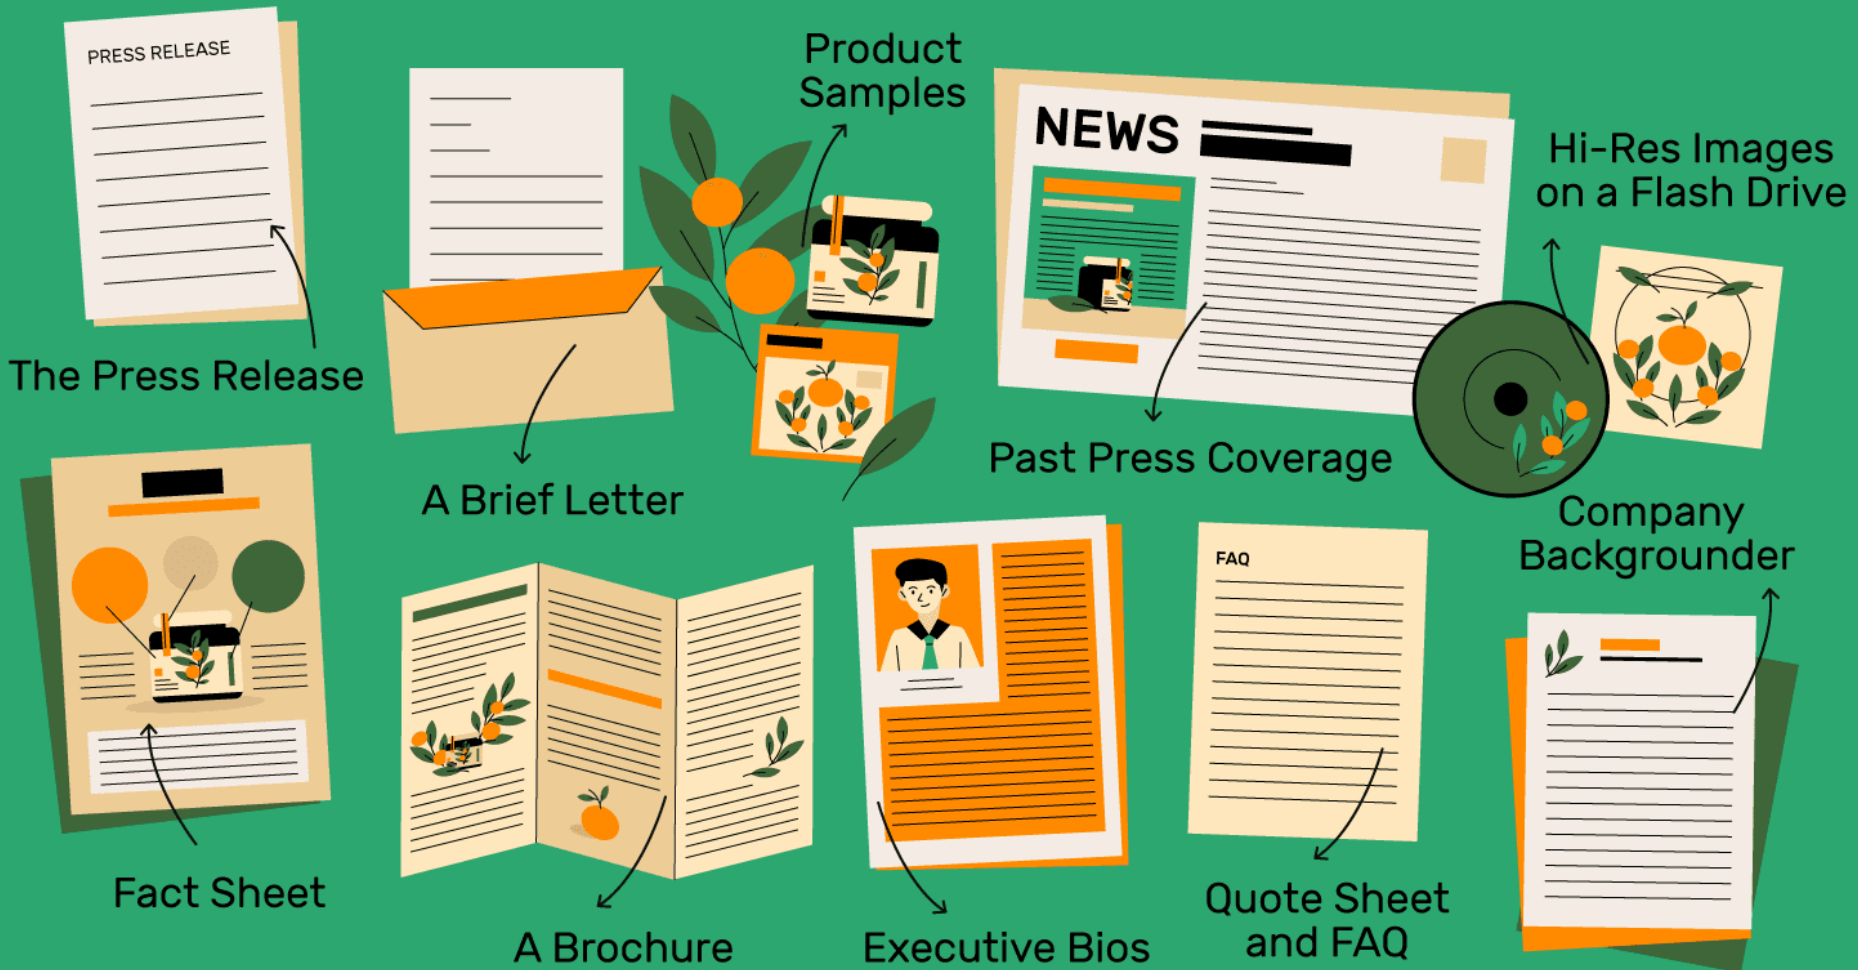 PRESS RELEASE
The Press Release
A Brief Letter
Product
Samples
NEWS
Past Press Coverage
Hi-Res Images
on a Flash Drive
Fact Sheet
A Brochure
Executive Bios
FAQ
Quote Sheet
and FAQ
Company
Backgrounder